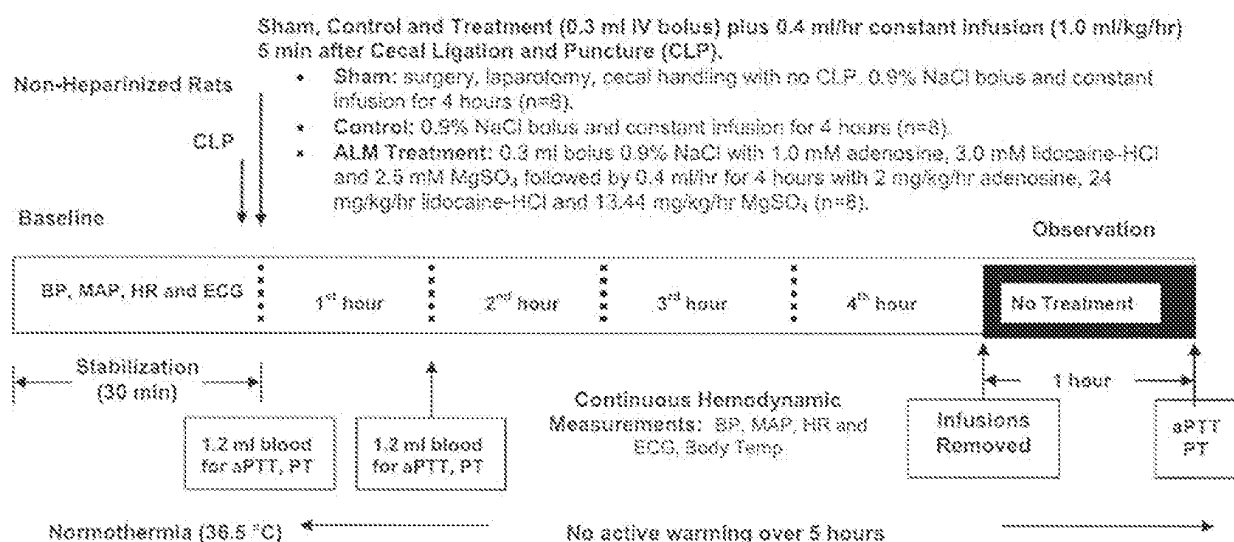 Sham, Control and Treatment (0.3 ml IV bolus) plus 0.4 ml/hr constant infusion (1.0 ml/kg/hr)
5 min after Cecal Ligation and Puncture (CLP).
Non-Heparinized Rats
• Sham: surgery, laparotomy, cecal handling with no CLP. 0.9% NaCl bolus and constant
infusion for 4 hours (n=8).
CLP
• Control: 0.9% NaCl bolus and constant infusion for 4 hours (n=8).
× ALM Treatment: 0.3 ml bolus 0.9% NaCl with 1.0 mM adenosine, 3.0 mM lidocaine-HCl
and 2.5 mM MgSO₄ followed by 0.4 ml/hr for 4 hours with 2 mg/kg/hr adenosine, 24
mg/kg/hr lidocaine-HCl and 13.44 mg/kg/hr MgSO₄ (n=8).
Baseline
Observation
BP, MAP, HR and ECG
1st hour
2nd hour
3rd hour
4th hour
No Treatment
Stabilization
(30 min)
1 hour
1.2 ml blood
for aPTT, PT
1.2 ml blood
for aPTT, PT
Continuous Hemodynamic
Measurements: BP, MAP, HR and
ECG, Body Temp
Infusions
Removed
aPTT
PT
Normothermia (36.5 °C)
No active warming over 5 hours